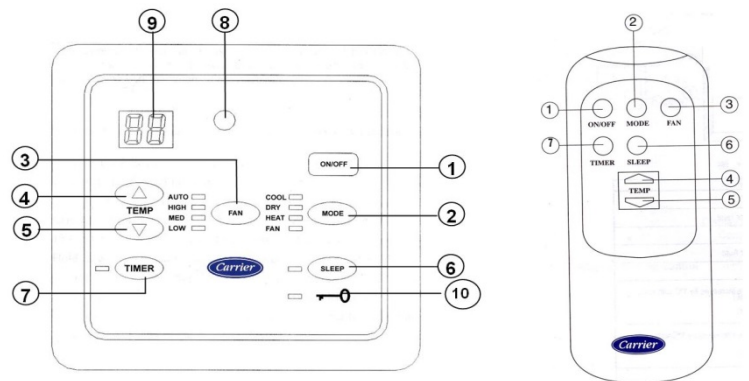 9
8
88
3
ON/OFF
1
4
TEMP
5
AUTO
HIGH
MED
LOW
FAN
COOL
DRY
HEAT
FAN
MODE
2
TIMER
7
Carrier
SLEEP
6
10
2
1
3
ON/OFF MODE FAN
7
6
TIMER SLEEP
4
TEMP
5
Carrier